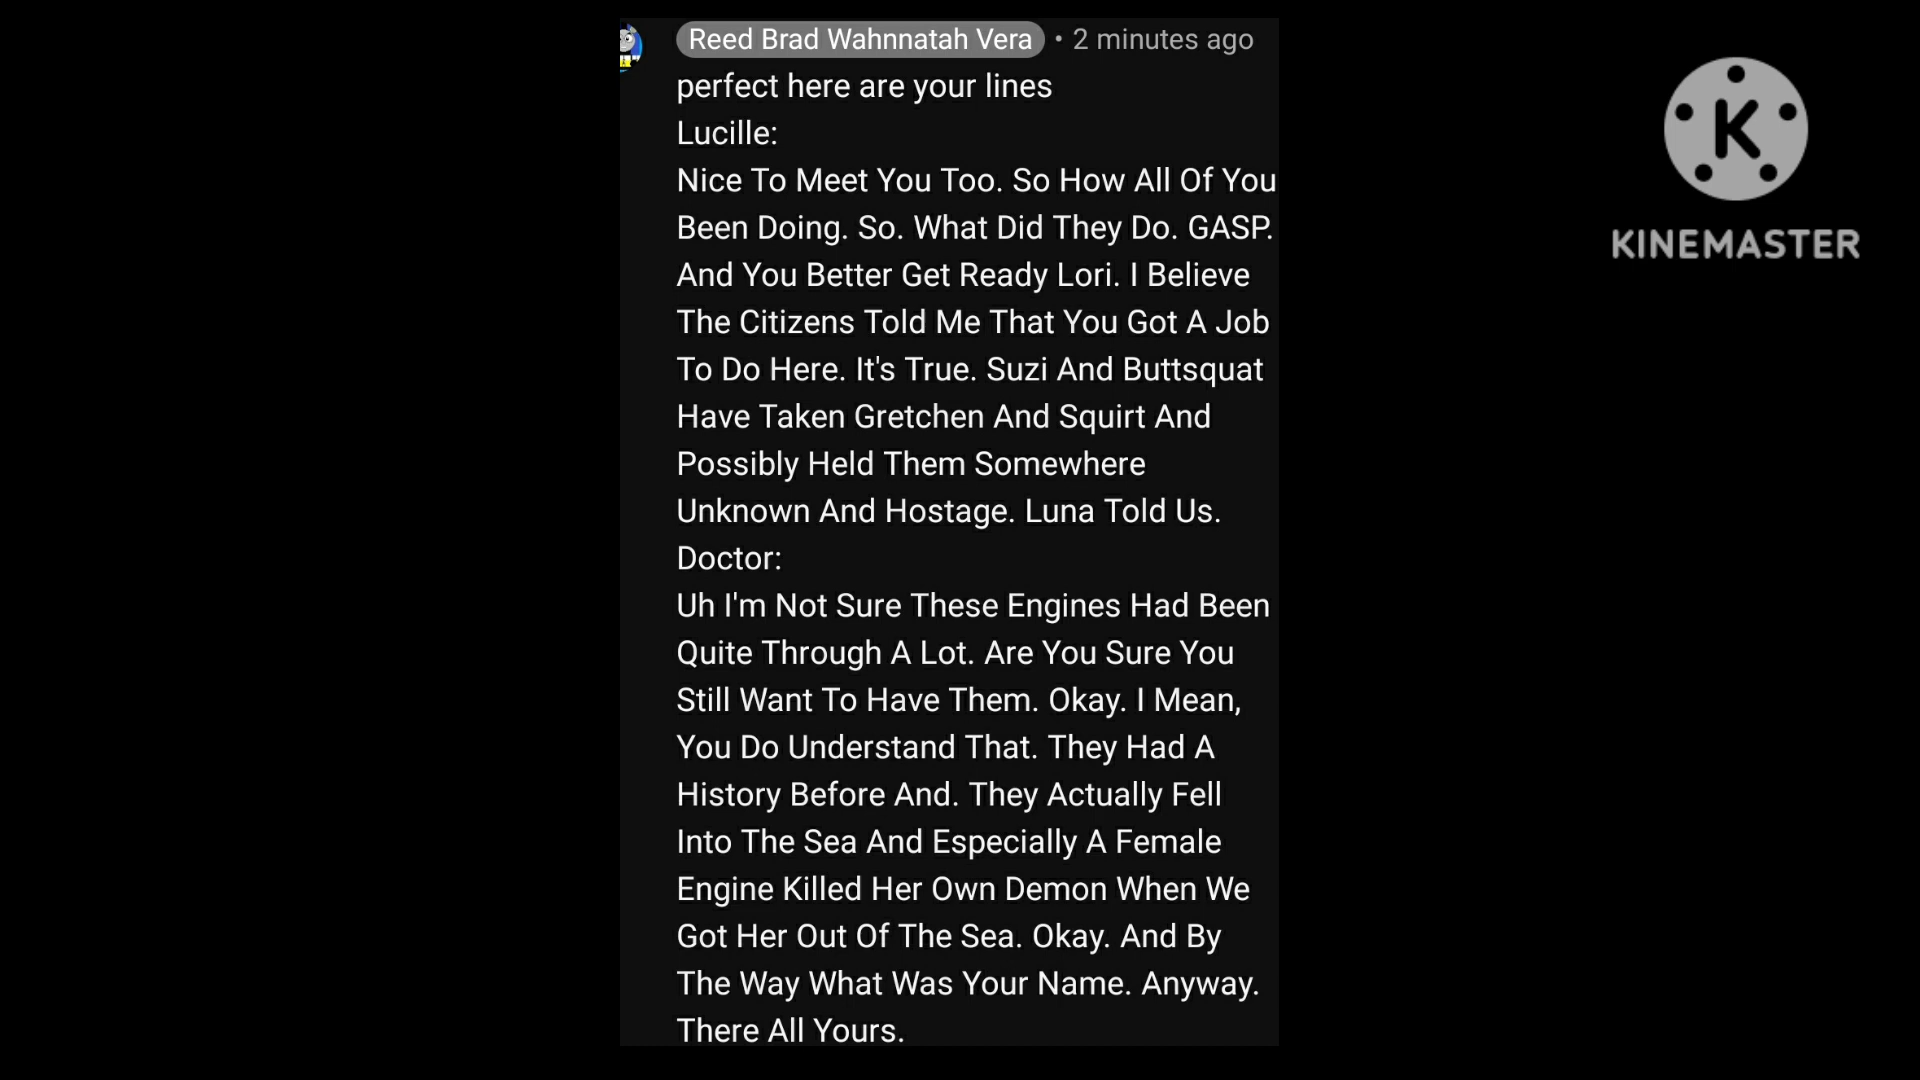 Reed Brad Wahnnatah Vera • 2 minutes ago
perfect here are your lines
Lucille:
Nice To Meet You Too. So How All Of You
Been Doing. So. What Did They Do. GASP.
And You Better Get Ready Lori. I Believe
The Citizens Told Me That You Got A Job
To Do Here. It's True. Suzi And Buttsquat
Have Taken Gretchen And Squirt And
Possibly Held Them Somewhere
Unknown And Hostage. Luna Told Us.
Doctor:
Uh I'm Not Sure These Engines Had Been
Quite Through A Lot. Are You Sure You
Still Want To Have Them. Okay. I Mean,
You Do Understand That. They Had A
History Before And. They Actually Fell
Into The Sea And Especially A Female
Engine Killed Her Own Demon When We
Got Her Out Of The Sea. Okay. And By
The Way What Was Your Name. Anyway.
There All Yours.
K
KINEMASTER